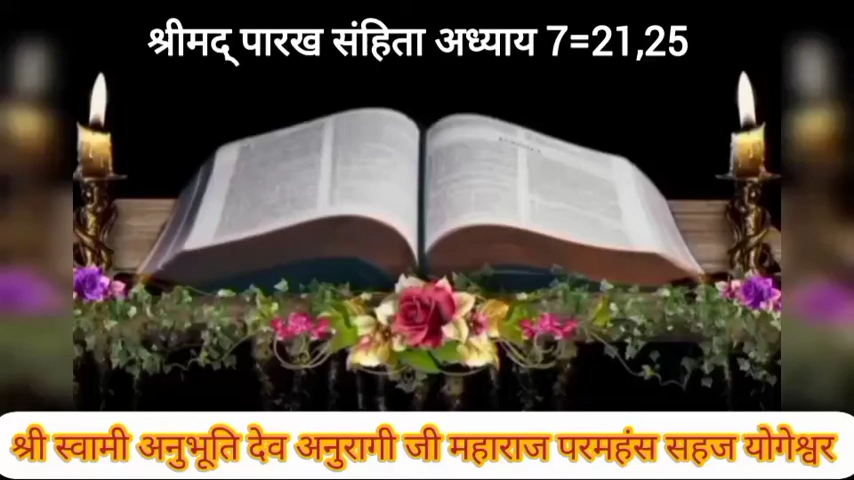 श्रीमद् पारख संहिता अध्याय 7=21,25
श्री स्वामी अनुभूति देव अनुरागी जी महाराज परमहंस सहज योगेश्वर